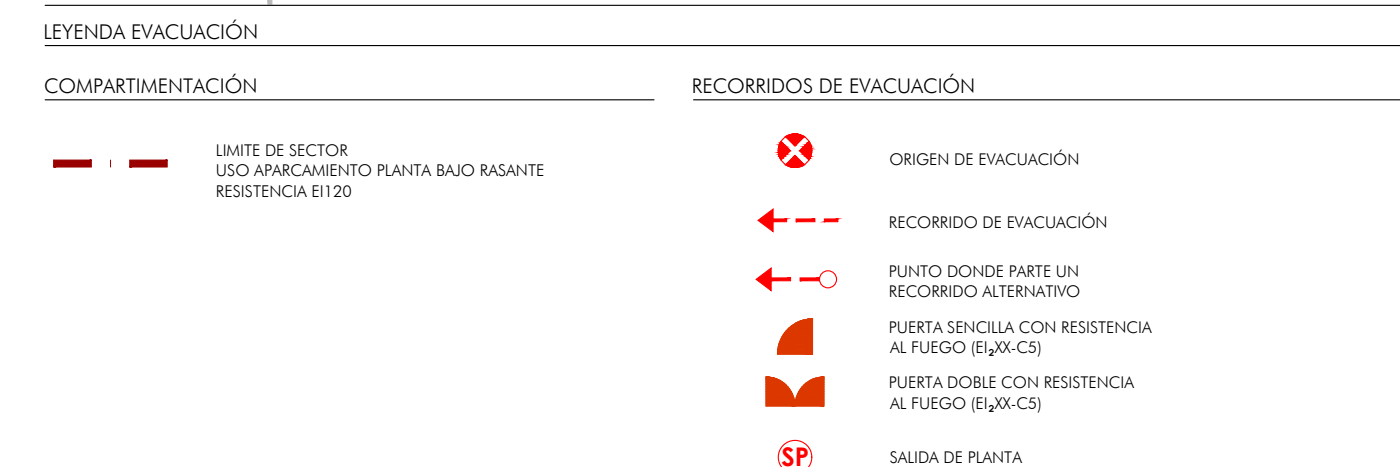 LEYENDA EVACUACIÓN
COMPARTIMENTACIÓN
LIMITE DE SECTOR
USO APARCAMIENTO PLANTA BAJO RASANTE
RESISTENCIA EI120
RECORRIDOS DE EVACUACIÓN
ORIGEN DE EVACUACIÓN
RECORRIDO DE EVACUACIÓN
PUNTO DONDE PARTE UN
RECORRIDO ALTERNATIVO
PUERTA SENCILLA CON RESISTENCIA
AL FUEGO (EI₂XX-C5)
PUERTA DOBLE CON RESISTENCIA
AL FUEGO (EI₂XX-C5)
SP SALIDA DE PLANTA